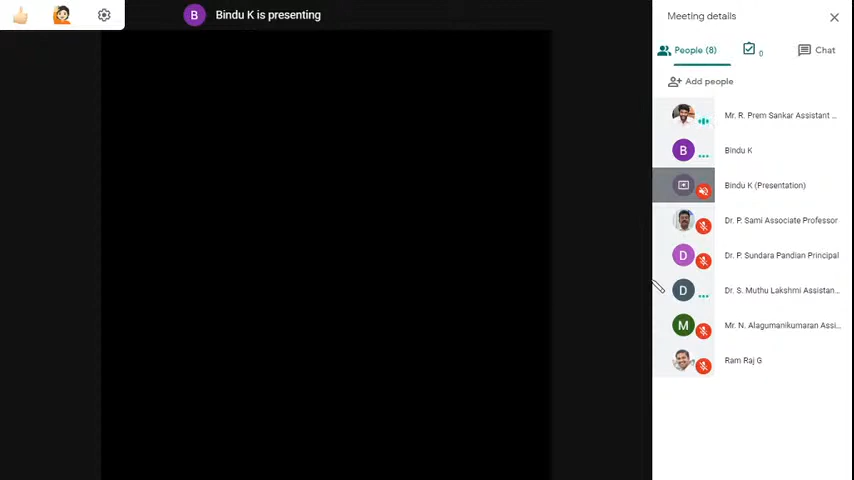 B Bindu K is presenting
Meeting details
People (8)
0
Chat
Add people
Mr. R. Prem Sankar Assistant ...
B Bindu K
Bindu K (Presentation)
Dr. P. Sami Associate Professor
D Dr. P. Sundara Pandian Principal
D Dr. S. Muthu Lakshmi Assistan...
M Mr. N. Alagumanikumaran Assi...
Ram Raj G